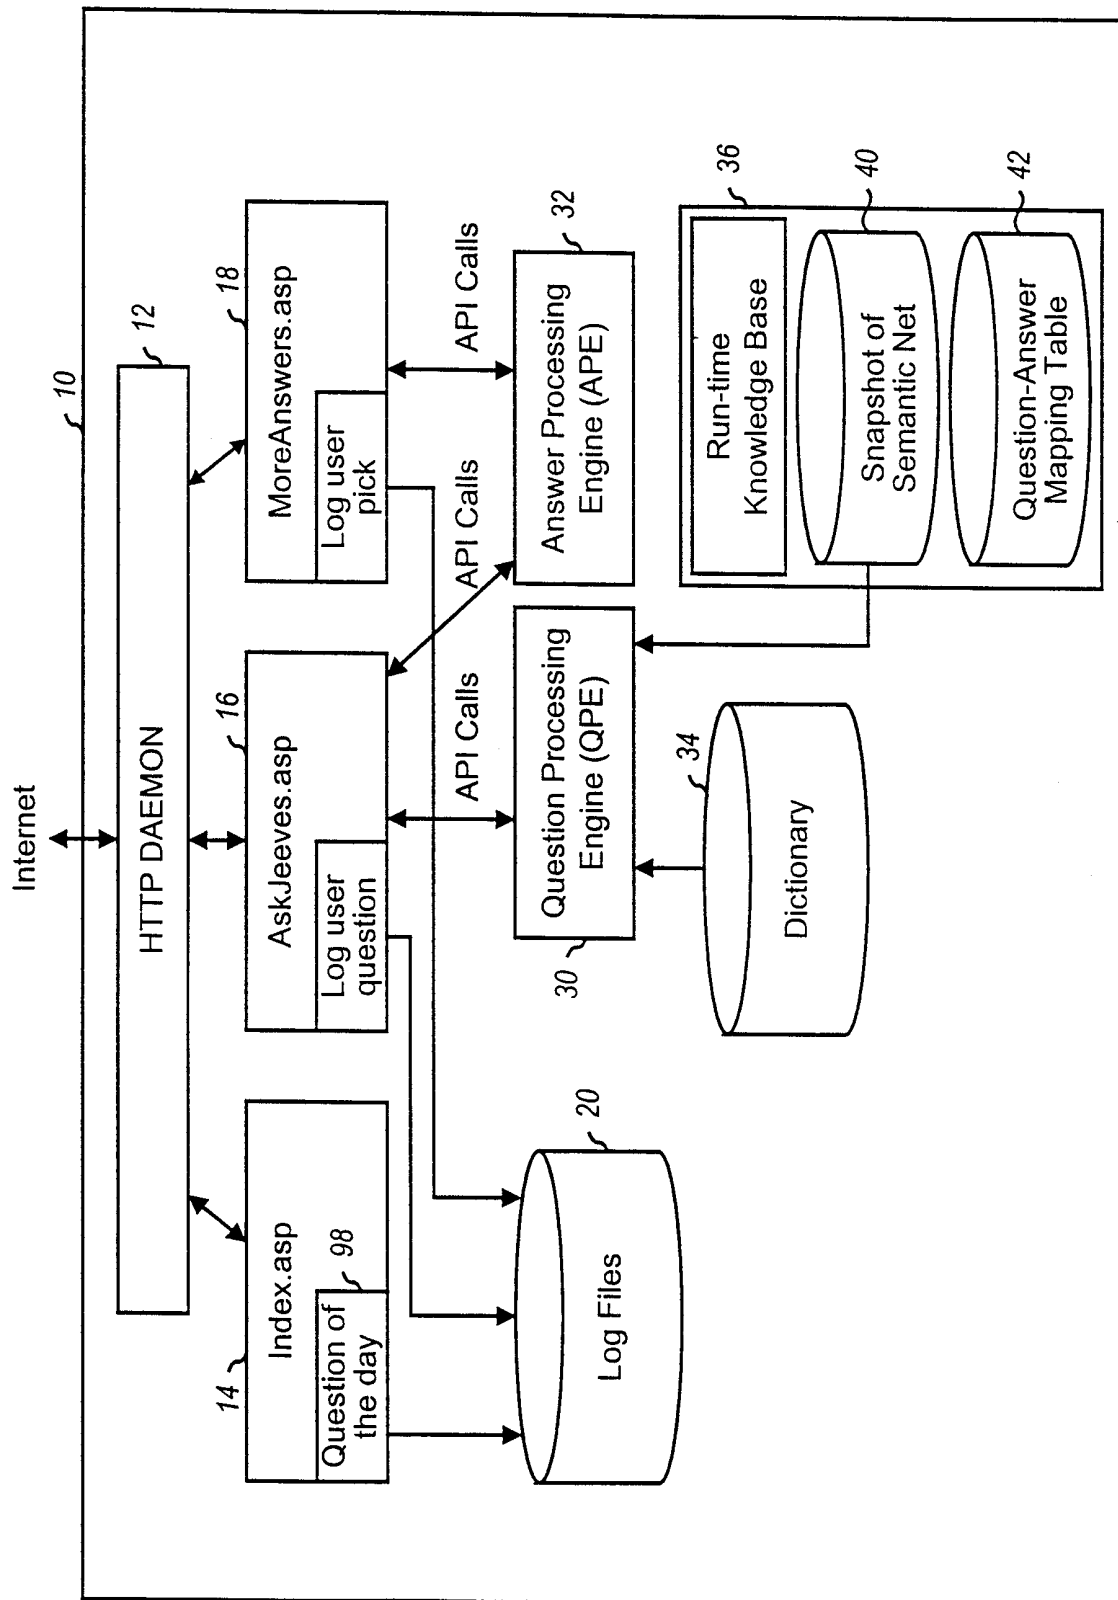 Internet
10
HTTP DAEMON
12
14
Index.asp
Question of
the day
98
16
AskJeeves.asp
Log user
question
18
MoreAnswers.asp
Log user
pick
API Calls
API Calls
API Calls
20
Log Files
30
Question Processing
Engine (QPE)
32
Answer Processing
Engine (APE)
34
Dictionary
36
Run-time
Knowledge Base
40
Snapshot of
Semantic Net
42
Question-Answer
Mapping Table